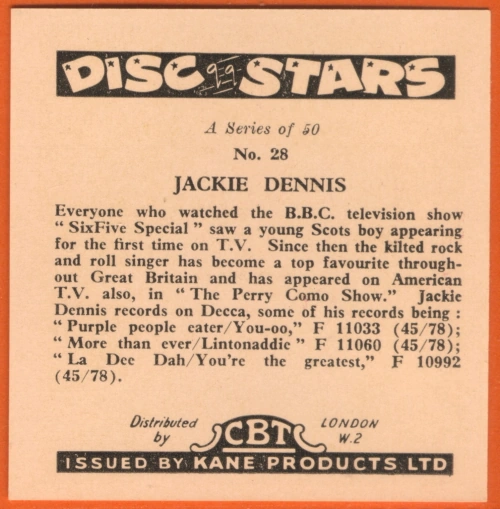 DISC STARS
A Series of 50
No. 28
JACKIE DENNIS
Everyone who watched the B.B.C. television show
“ SixFive Special ” saw a young Scots boy appearing
for the first time on T.V. Since then the kilted rock
and roll singer has become a top favourite through-
out Great Britain and has appeared on American
T.V. also, in “ The Perry Como Show.” Jackie
Dennis records on Decca, some of his records being :
“ Purple people eater/You-oo,” F 11033 (45/78);
“ More than ever/Lintonaddie ” F 11060 (45/78);
“ La Dee Dah/You're the greatest,” F 10992
(45/78).
Distributed by CBT LONDON W.2
ISSUED BY KANE PRODUCTS LTD